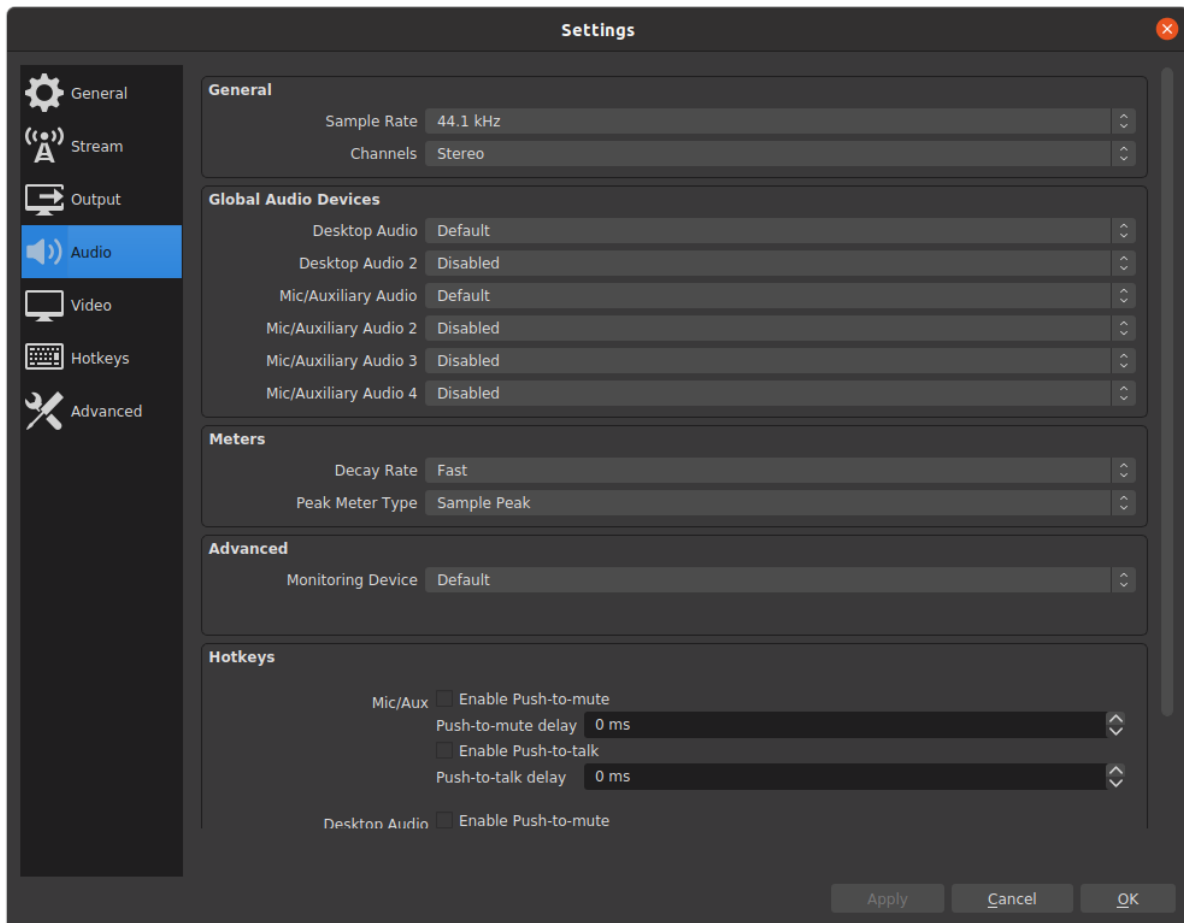 Settings
General
Stream
Output
Audio
Video
Hotkeys
Advanced
General
Sample Rate 44.1 kHz
Channels Stereo
Global Audio Devices
Desktop Audio Default
Desktop Audio 2 Disabled
Mic/Auxiliary Audio Default
Mic/Auxiliary Audio 2 Disabled
Mic/Auxiliary Audio 3 Disabled
Mic/Auxiliary Audio 4 Disabled
Meters
Decay Rate Fast
Peak Meter Type Sample Peak
Advanced
Monitoring Device Default
Hotkeys
Mic/Aux Enable Push-to-mute
Push-to-mute delay 0 ms
Enable Push-to-talk
Push-to-talk delay 0 ms
Desktop Audio Enable Push-to-mute
Apply Cancel OK